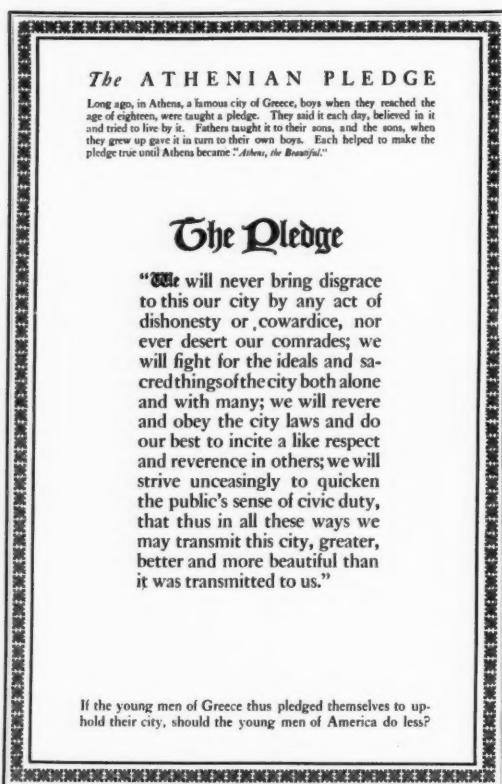 The ATHENIAN PLEDGE
Long ago, in Athens, a famous city of Greece, boys when they reached the
age of eighteen, were taught a pledge. They said it each day, believed in it
and tried to live by it. Fathers taught it to their sons, and the sons, when
they grew up gave it in turn to their own boys. Each helped to make the
pledge true until Athens became "Athens, the Beautiful."
The Pledge
"We will never bring disgrace
to this our city by any act of
dishonesty or cowardice, nor
ever desert our comrades; we
will fight for the ideals and sa-
cred things of the city both alone
and with many; we will revere
and obey the city laws and do
our best to incite a like respect
and reverence in others; we will
strive unceasingly to quicken
the public's sense of civic duty,
that thus in all these ways we
may transmit this city, greater,
better and more beautiful than
it was transmitted to us."
If the young men of Greece thus pledged themselves to up-
hold their city, should the young men of America do less?